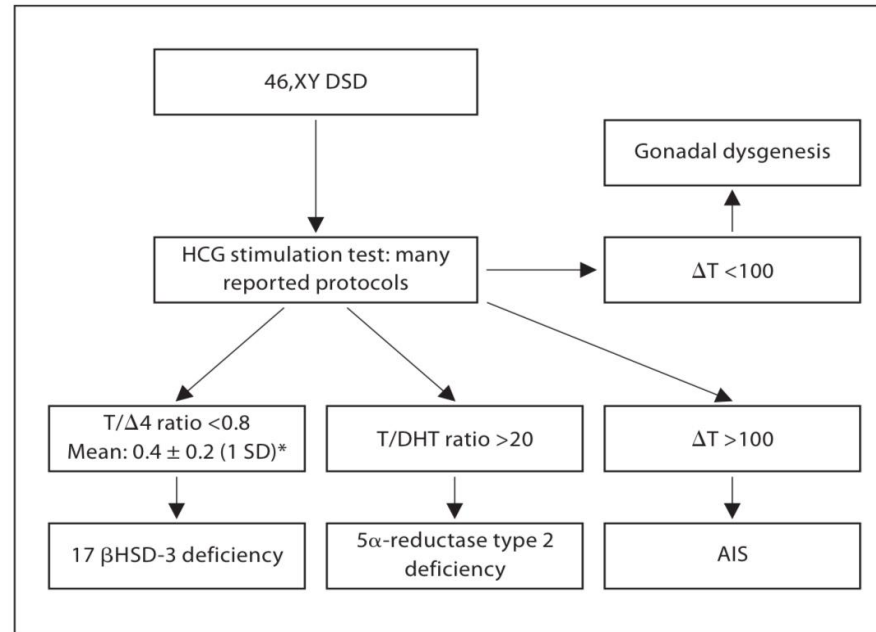 46,XY DSD
Gonadal dysgenesis
HCG stimulation test: many
reported protocols
ΔT <100
T/Δ4 ratio <0.8
Mean: 0.4 ± 0.2 (1 SD)*
T/DHT ratio >20
ΔT >100
17 βHSD-3 deficiency
5α-reductase type 2
deficiency
AIS